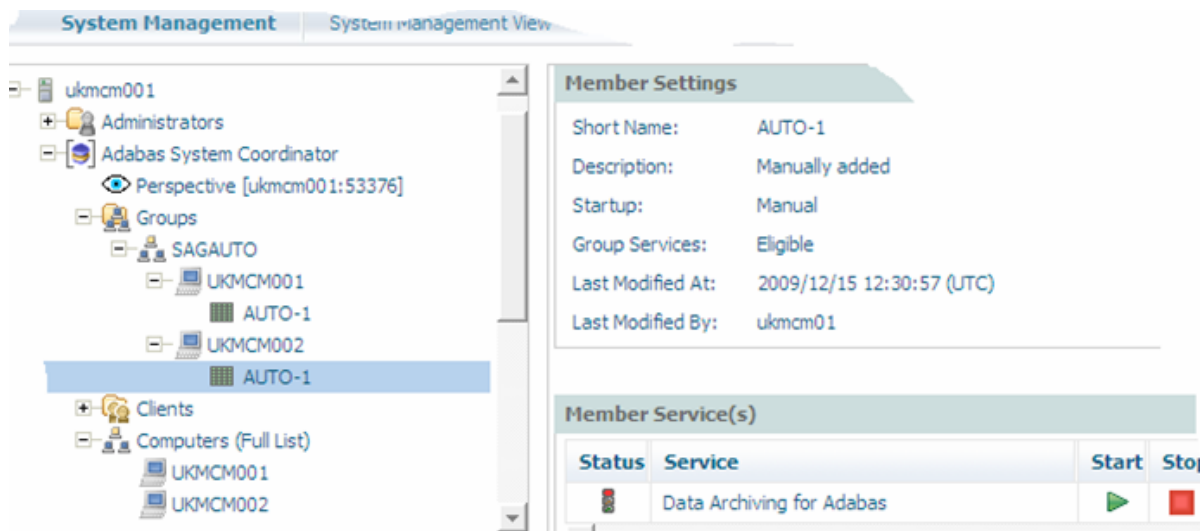 System Management System Management View
ukmcm001
Administrators
Adabas System Coordinator
Perspective [ukmcm001:53376]
Groups
SAGAUTO
UKMCM001
AUTO-1
UKMCM002
AUTO-1
Clients
Computers (Full List)
UKMCM001
UKMCM002
Member Settings
Short Name: AUTO-1
Description: Manually added
Startup: Manual
Group Services: Eligible
Last Modified At: 2009/12/15 12:30:57 (UTC)
Last Modified By: ukmcm01
Member Service(s)
Status Service Start Stop
Data Archiving for Adabas